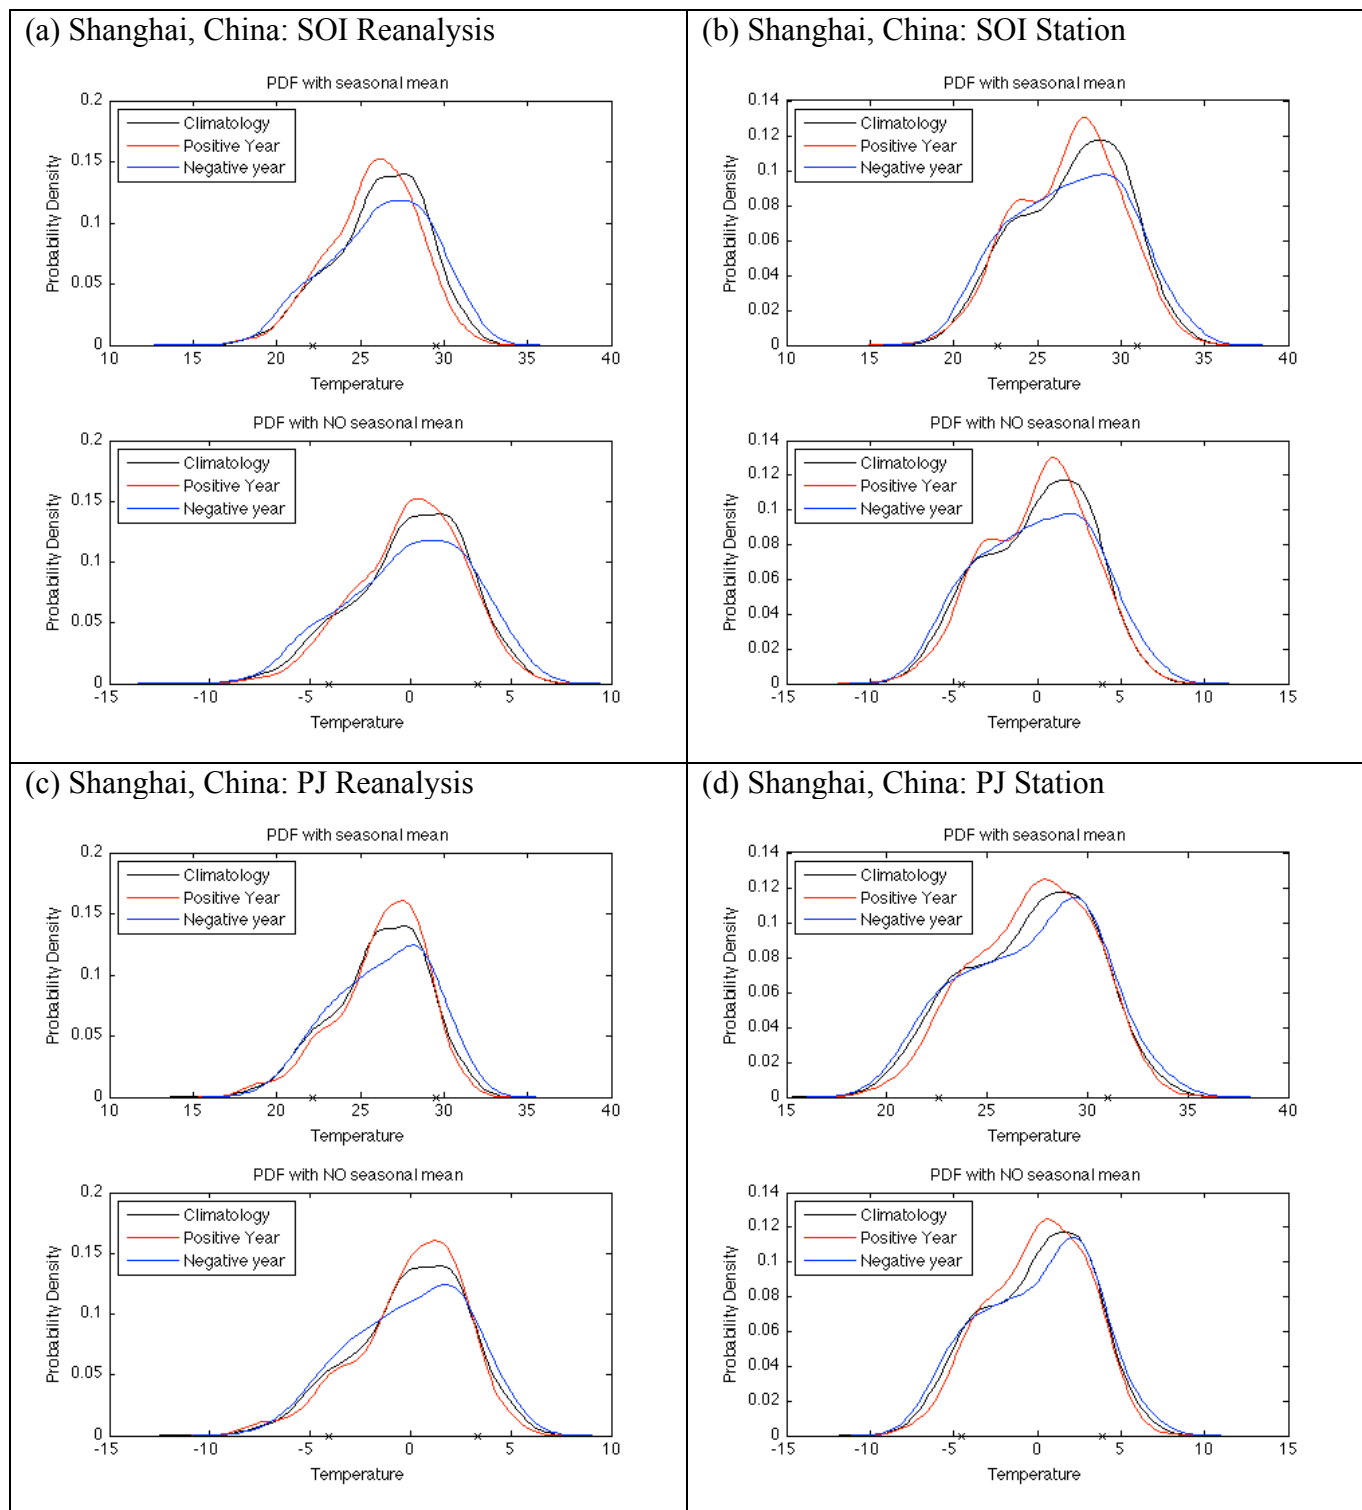 (a) Shanghai, China: SOI Reanalysis
PDF with seasonal mean
0.2
0.15
0.1
0.05
0
Probability Density
Climatology
Positive Year
Negative year
10 15 20 25 30 35 40
Temperature
PDF with NO seasonal mean
0.2
0.15
0.1
0.05
0
Probability Density
Climatology
Positive Year
Negative year
-15 -10 -5 0 5 10
Temperature
(b) Shanghai, China: SOI Station
PDF with seasonal mean
0.14
0.12
0.1
0.08
0.06
0.04
0.02
0
Probability Density
Climatology
Positive Year
Negative year
10 15 20 25 30 35 40
Temperature
PDF with NO seasonal mean
0.14
0.12
0.1
0.08
0.06
0.04
0.02
0
Probability Density
Climatology
Positive Year
Negative year
-15 -10 -5 0 5 10 15
Temperature
(c) Shanghai, China: PJ Reanalysis
PDF with seasonal mean
0.2
0.15
0.1
0.05
0
Probability Density
Climatology
Positive Year
Negative year
10 15 20 25 30 35 40
Temperature
PDF with NO seasonal mean
0.2
0.15
0.1
0.05
0
Probability Density
Climatology
Positive Year
Negative year
-15 -10 -5 0 5 10
Temperature
(d) Shanghai, China: PJ Station
PDF with seasonal mean
0.14
0.12
0.1
0.08
0.06
0.04
0.02
0
Probability Density
Climatology
Positive Year
Negative year
15 20 25 30 35 40
Temperature
PDF with NO seasonal mean
0.14
0.12
0.1
0.08
0.06
0.04
0.02
0
Probability Density
Climatology
Positive Year
Negative year
-15 -10 -5 0 5 10 15
Temperature